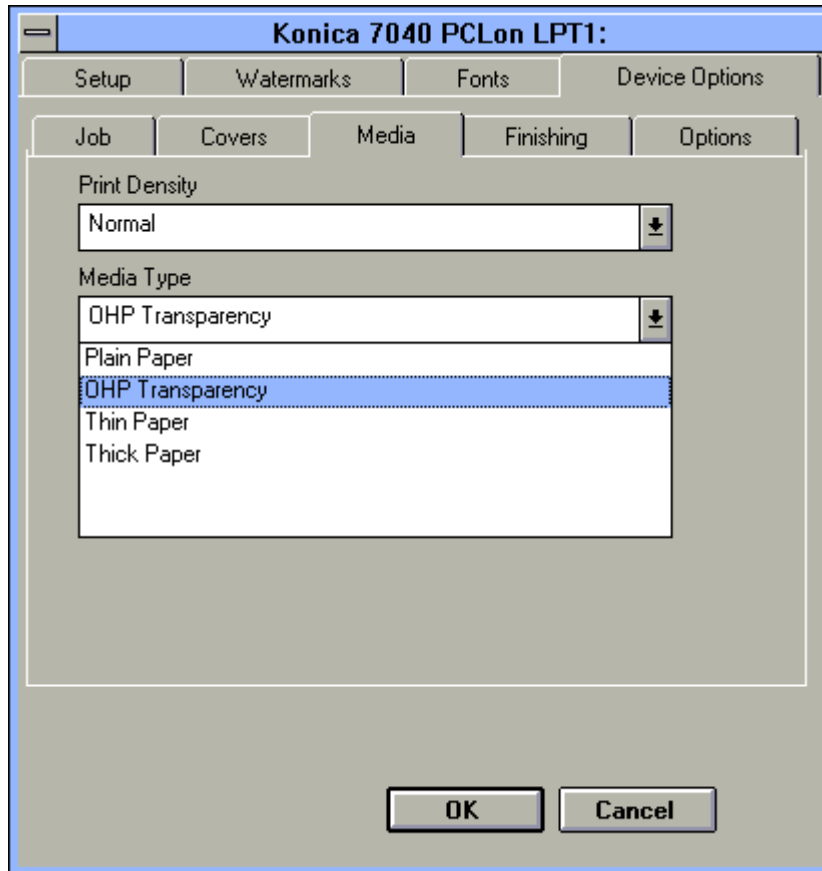 Konica 7040 PCLon LPT1:
Setup Watermarks Fonts Device Options
Job Covers Media Finishing Options
Print Density
Normal
Media Type
OHP Transparency
Plain Paper
OHP Transparency
Thin Paper
Thick Paper
OK Cancel